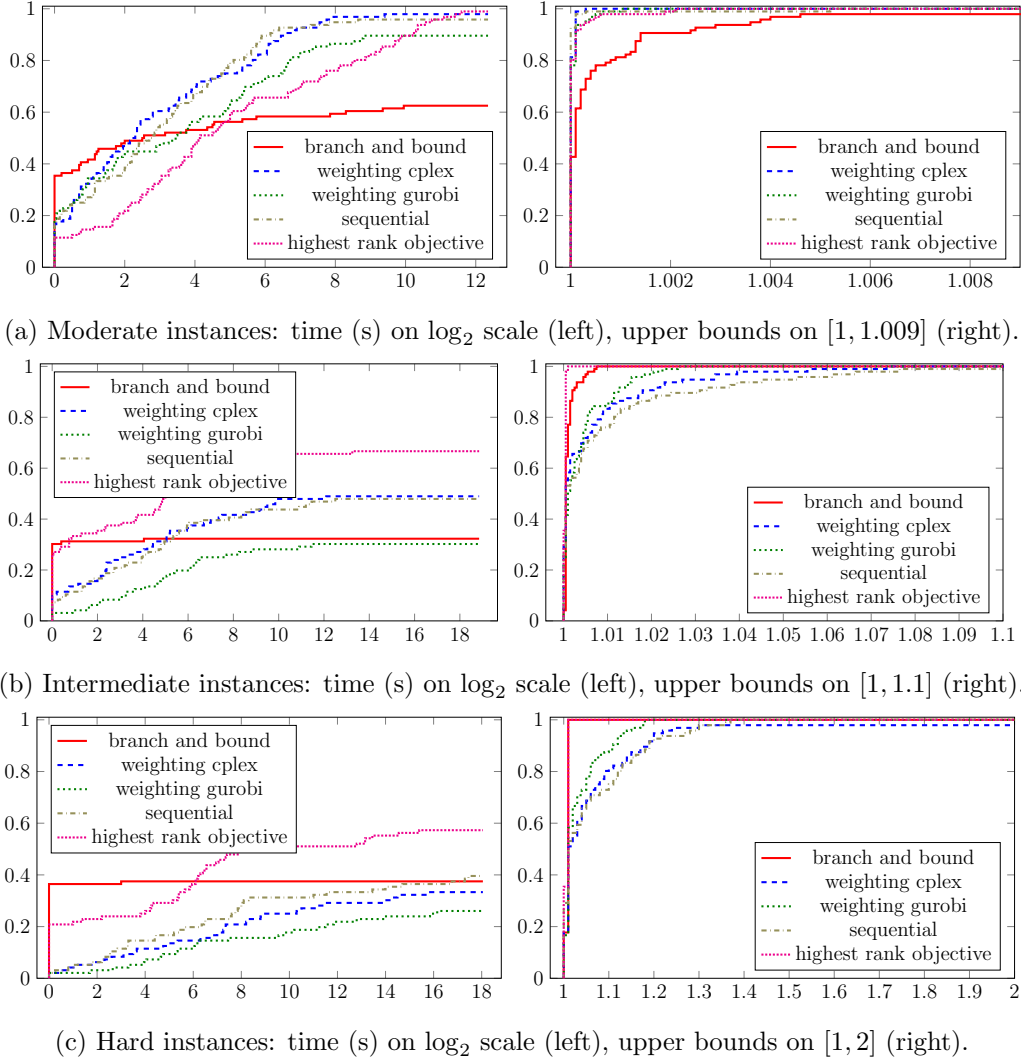 1
0.8
0.6
0.4
0.2
0
0 2 4 6 8 10 12
branch and bound
weighting cplex
weighting gurobi
sequential
highest rank objective
1
0.8
0.6
0.4
0.2
0
1 1.002 1.004 1.006 1.008
branch and bound
weighting cplex
weighting gurobi
sequential
highest rank objective
(a) Moderate instances: time (s) on log₂ scale (left), upper bounds on [1, 1.009] (right).
1
0.8
0.6
0.4
0.2
0
0 2 4 6 8 10 12 14 16 18
branch and bound
weighting cplex
weighting gurobi
sequential
highest rank objective
1
0.8
0.6
0.4
0.2
0
1 1.01 1.02 1.03 1.04 1.05 1.06 1.07 1.08 1.09 1.1
branch and bound
weighting cplex
weighting gurobi
sequential
highest rank objective
(b) Intermediate instances: time (s) on log₂ scale (left), upper bounds on [1, 1.1] (right).
1
0.8
0.6
0.4
0.2
0
0 2 4 6 8 10 12 14 16 18
branch and bound
weighting cplex
weighting gurobi
sequential
highest rank objective
1
0.8
0.6
0.4
0.2
0
1 1.1 1.2 1.3 1.4 1.5 1.6 1.7 1.8 1.9 2
branch and bound
weighting cplex
weighting gurobi
sequential
highest rank objective
(c) Hard instances: time (s) on log₂ scale (left), upper bounds on [1, 2] (right).